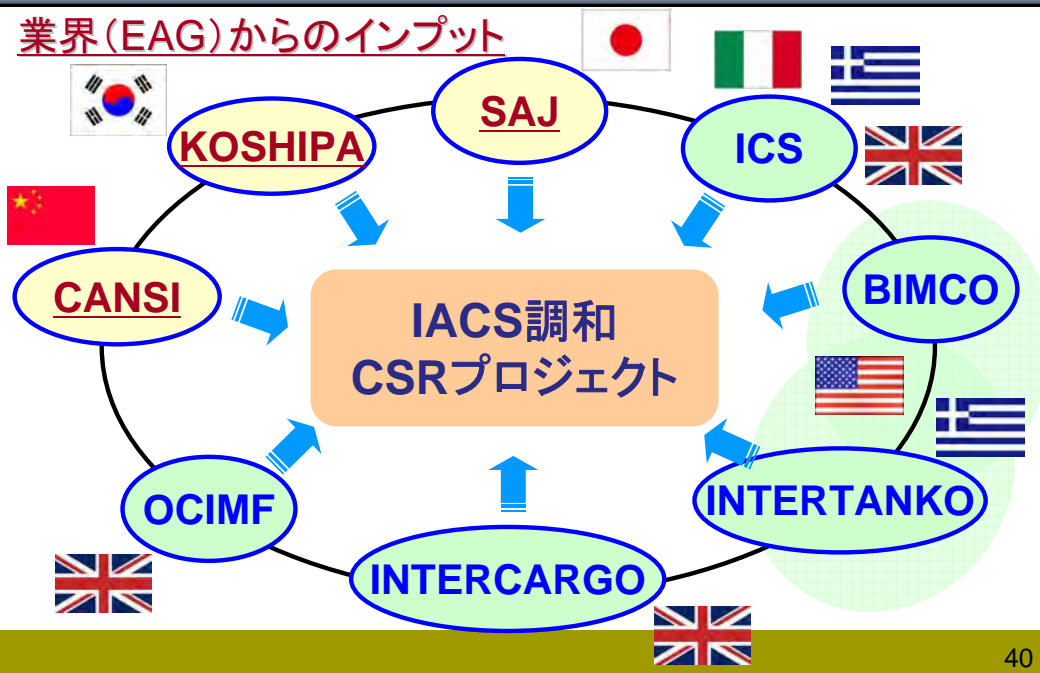 業界(EAG)からのインプット
SAJ
KOSHIPA
ICS
CANSI
BIMCO
IACS調和
CSRプロジェクト
OCIMF
INTERTANKO
INTERCARGO
40